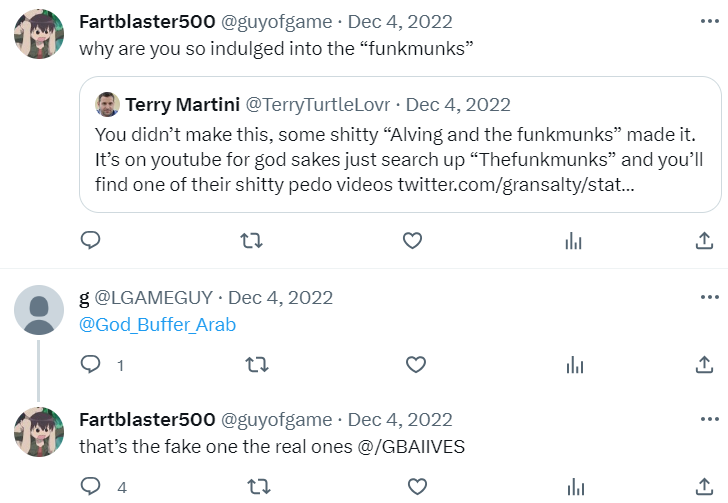 Fartblaster500 @guyofgame · Dec 4, 2022
why are you so indulged into the “funkmunks”
Terry Martini @TerryTurtleLovr · Dec 4, 2022
You didn’t make this, some shitty “Alving and the funkmunks” made it.
It’s on youtube for god sakes just search up “Thefunkmunks” and you’ll
find one of their shitty pedo videos twitter.com/gransalty/stat...
g @LGAMEGUY · Dec 4, 2022
@God_Buffer_Arab
1
Fartblaster500 @guyofgame · Dec 4, 2022
that’s the fake one the real ones @/GBAIIVES
4